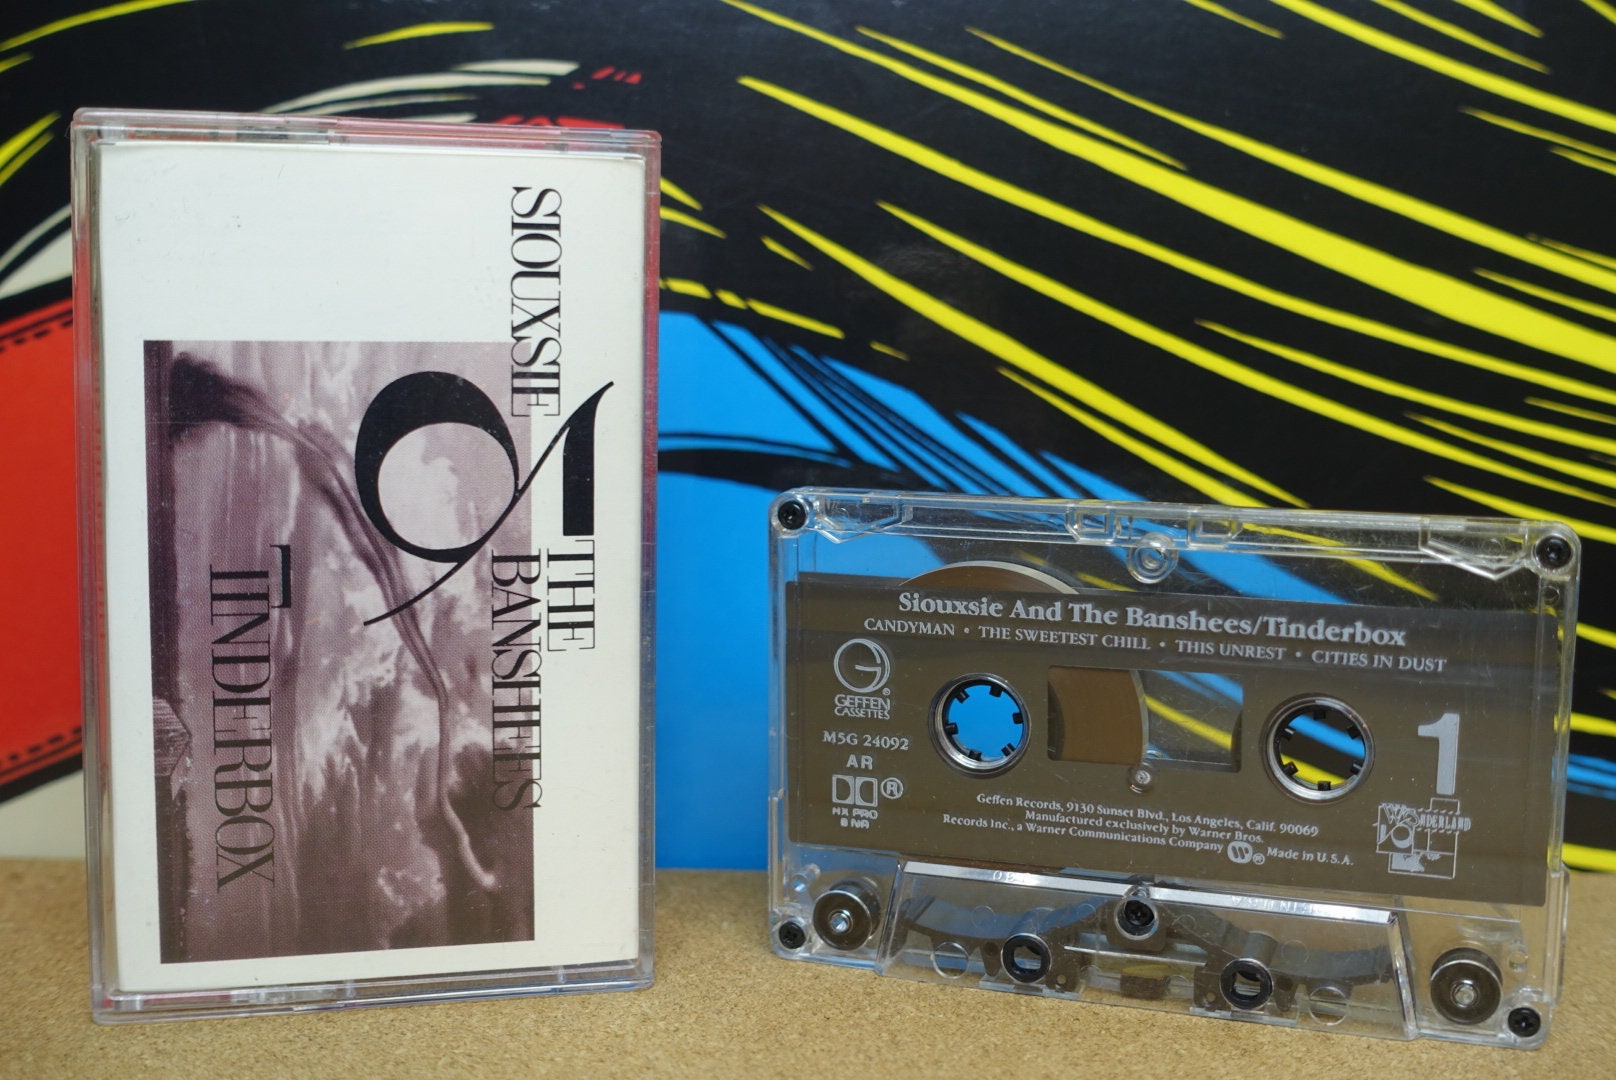 SIOUXSIE
& THE
BANSHEES
TINDERBOX
Siouxsie And The Banshees/Tinderbox
CANDYMAN • THE SWEETEST CHILL • THIS UNREST • CITIES IN DUST
G
GEFFEN®
CASSETTES
M5G 24092
AR
®
HX PRO
B NR
1
WONDERLAND
Geffen Records, 9130 Sunset Blvd., Los Angeles, Calif. 90069
Manufactured exclusively by Warner Bros.
Records Inc., a Warner Communications Company ® Made in U.S.A.